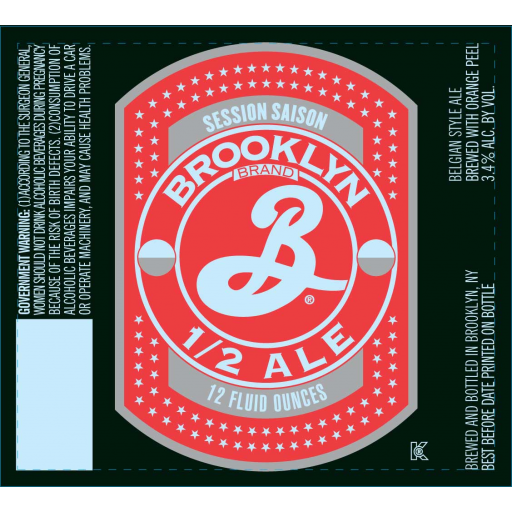 GOVERNMENT WARNING: (1)ACCORDING TO THE SURGEON GENERAL,
WOMEN SHOULD NOT DRINK ALCOHOLIC BEVERAGES DURING PREGNANCY
BECAUSE OF THE RISK OF BIRTH DEFECTS. (2)CONSUMPTION OF
ALCOHOLIC BEVERAGES IMPAIRS YOUR ABILITY TO DRIVE A CAR
OR OPERATE MACHINERY, AND MAY CAUSE HEALTH PROBLEMS.
SESSION SAISON
BROOKLYN
BRAND
B®
1/2 ALE
12 FLUID OUNCES
BELGIAN STYLE ALE
BREWED WITH ORANGE PEEL
3.4% ALC. BY VOL.
BREWED AND BOTTLED IN BROOKLYN, NY
BEST BEFORE DATE PRINTED ON BOTTLE
K